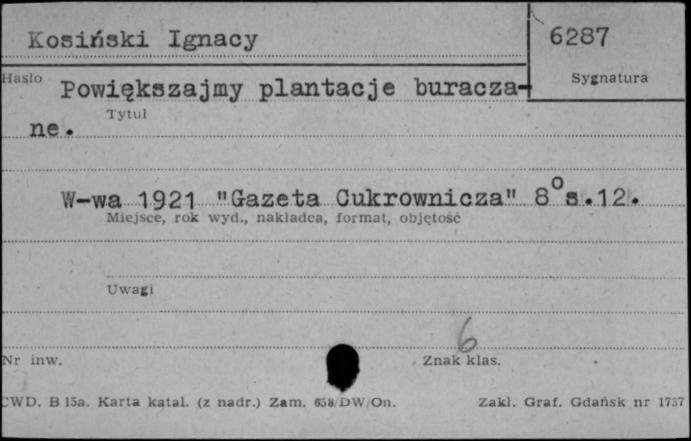 Kosiński Ignacy
6287
Hasło
Sygnatura
Powiększajmy plantacje buracza-
Tytuł
ne.
W-wa 1921 "Gazeta Cukrownicza" 8°s.12.
Miejsce, rok wyd., nakładca, format, objętość
Uwagi
6
Nr inw.
Znak klas.
CWD. B 15a. Karta katal. (z nadr.) Zam. 658/DW/On.
Zakł. Graf. Gdańsk nr 1757